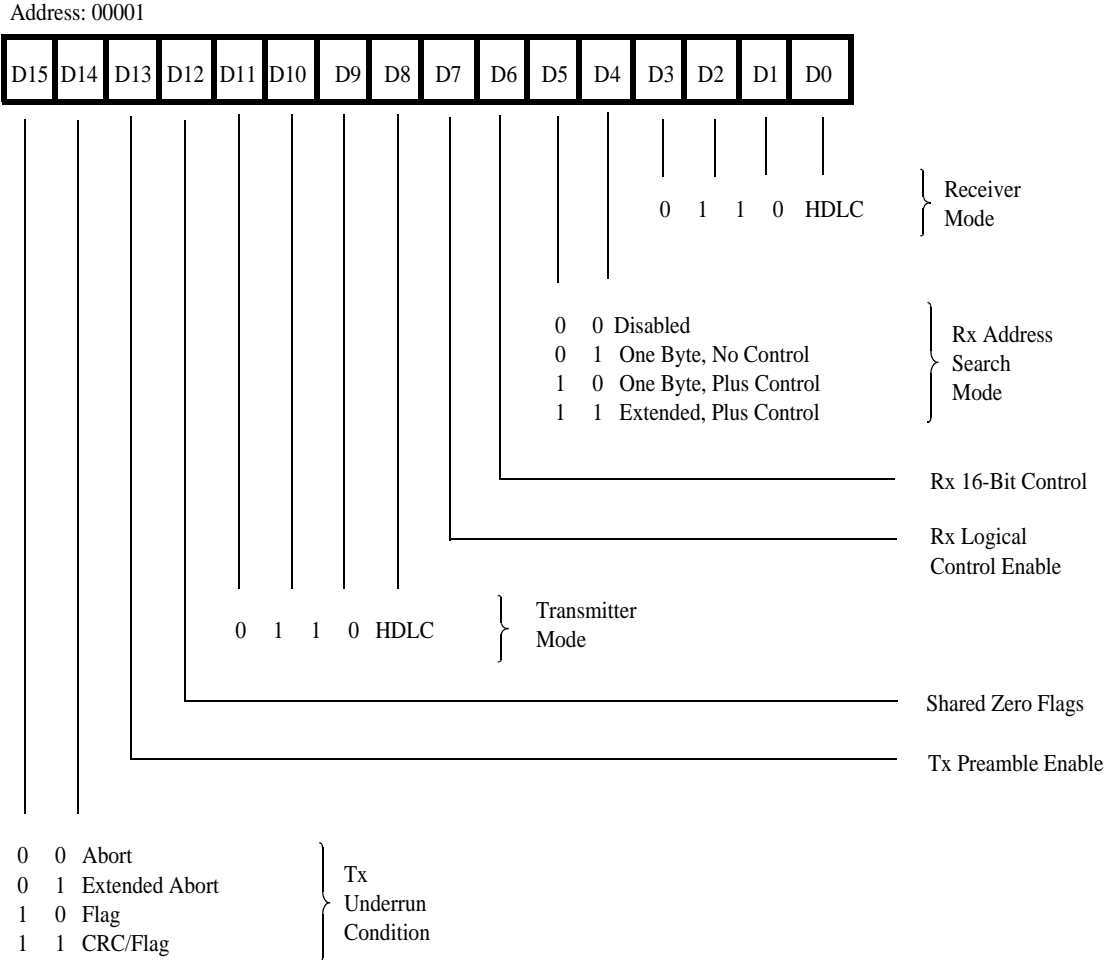 Address: 00001
D15 D14 D13 D12 D11 D10 D9 D8 D7 D6 D5 D4 D3 D2 D1 D0
0 1 1 0 HDLC
Receiver
Mode
0 0 Disabled
0 1 One Byte, No Control
1 0 One Byte, Plus Control
1 1 Extended, Plus Control
Rx Address
Search
Mode
Rx 16-Bit Control
Rx Logical
Control Enable
0 1 1 0 HDLC
Transmitter
Mode
Shared Zero Flags
Tx Preamble Enable
0 0 Abort
0 1 Extended Abort
1 0 Flag
1 1 CRC/Flag
Tx
Underrun
Condition